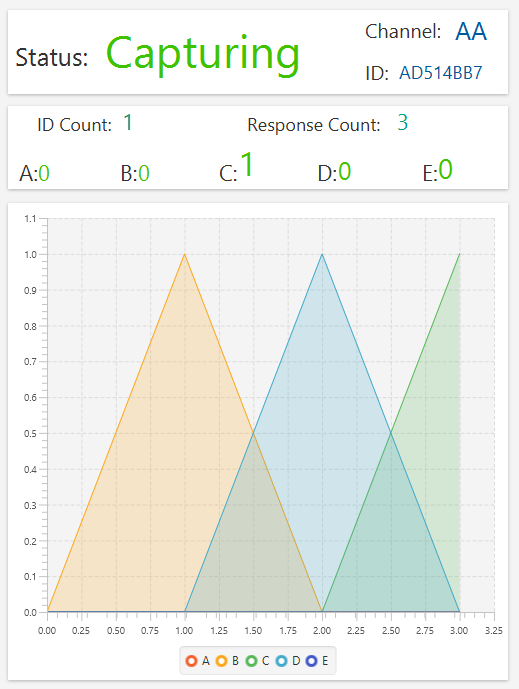 Status: Capturing
Channel: AA
ID: AD514BB7
ID Count: 1 Response Count: 3
A:0 B:0 C:1 D:0 E:0
1.1
1.0
0.9
0.8
0.7
0.6
0.5
0.4
0.3
0.2
0.1
0.0
0.00 0.25 0.50 0.75 1.00 1.25 1.50 1.75 2.00 2.25 2.50 2.75 3.00 3.25
A B C D E